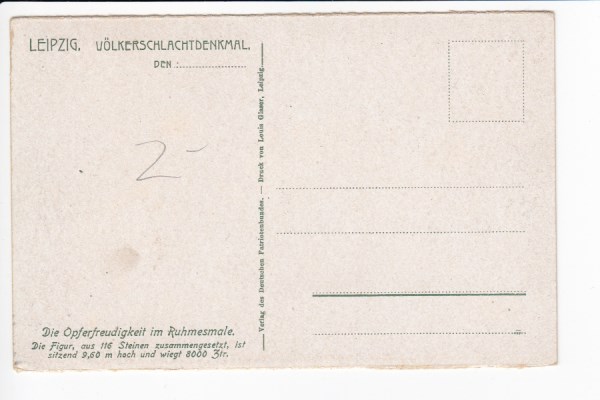 LEIPZIG. VÖLKERSCHLACHTDENKMAL.
DEN :
2-
Die Opferfreudigkeit im Ruhmesmale.
Die Figur, aus 116 Steinen zusammengesetzt, ist
sitzend 9,60 m hoch und wiegt 8000 Ztr.
Verlag des Deutschen Patriotenbundes. — Druck von Louis Glaser, Leipzig.